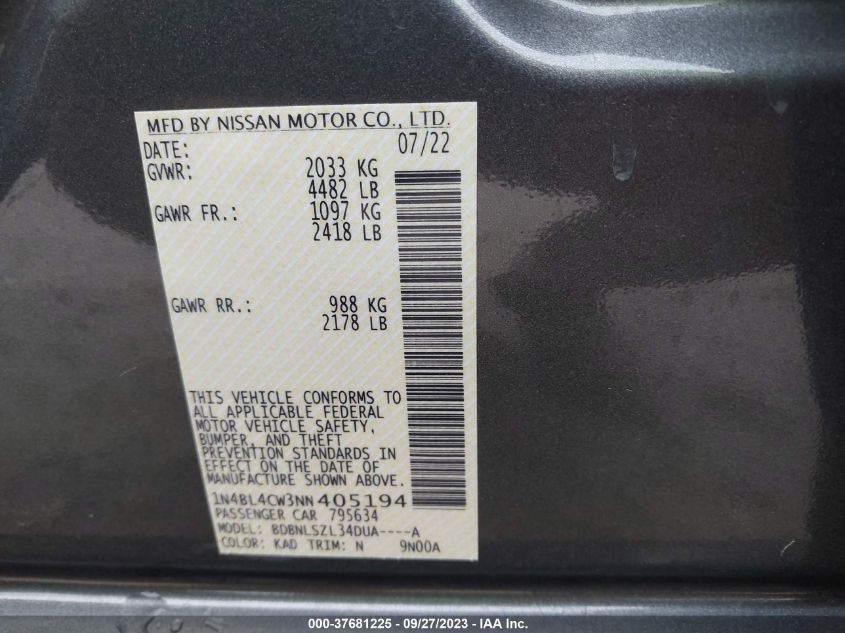 MFD BY NISSAN MOTOR CO., LTD.
DATE: 07/22
GVWR: 2033 KG
4482 LB
GAWR FR.: 1097 KG
2418 LB
GAWR RR.: 988 KG
2178 LB
THIS VEHICLE CONFORMS TO
ALL APPLICABLE FEDERAL
MOTOR VEHICLE SAFETY,
BUMPER, AND THEFT
PREVENTION STANDARDS IN
EFFECT ON THE DATE OF
MANUFACTURE SHOWN ABOVE.
1N4BL4CW3NN405194
PASSENGER CAR 795634
MODEL: BDBNLSZL34DUA----A
COLOR: KAD TRIM: N 9N00A
000-37681225 - 09/27/2023 - IAA Inc.